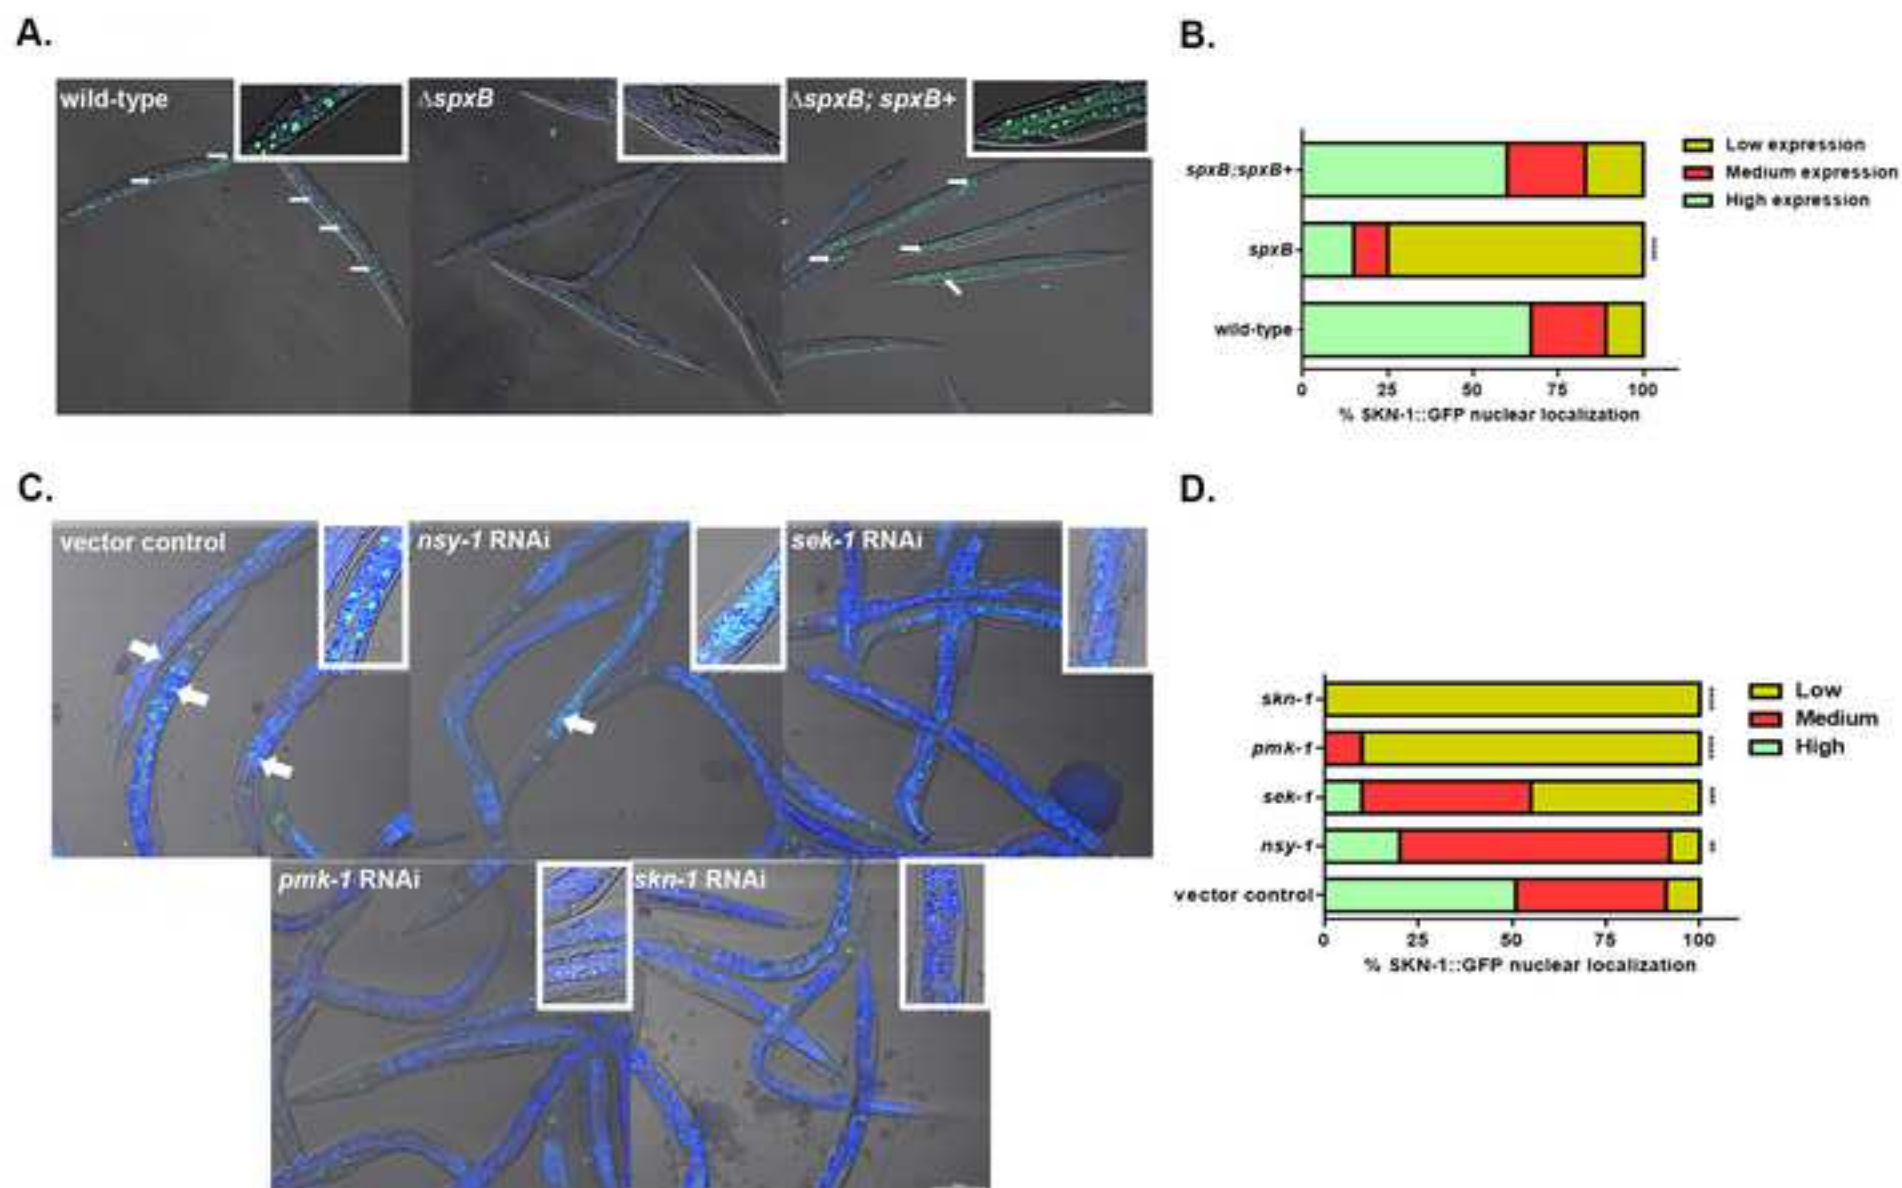 A.
wild-type
ΔspxB
ΔspxB; spxB+
B.
spxB;spxB+
spxB
wild-type
****
0 25 50 75 100
% SKN-1::GFP nuclear localization
Low expression
Medium expression
High expression
C.
vector control
nsy-1 RNAi
sek-1 RNAi
pmk-1 RNAi
skn-1 RNAi
D.
skn-1
pmk-1
sek-1
nsy-1
vector control
****
****
***
**
0 25 50 75 100
% SKN-1::GFP nuclear localization
Low
Medium
High